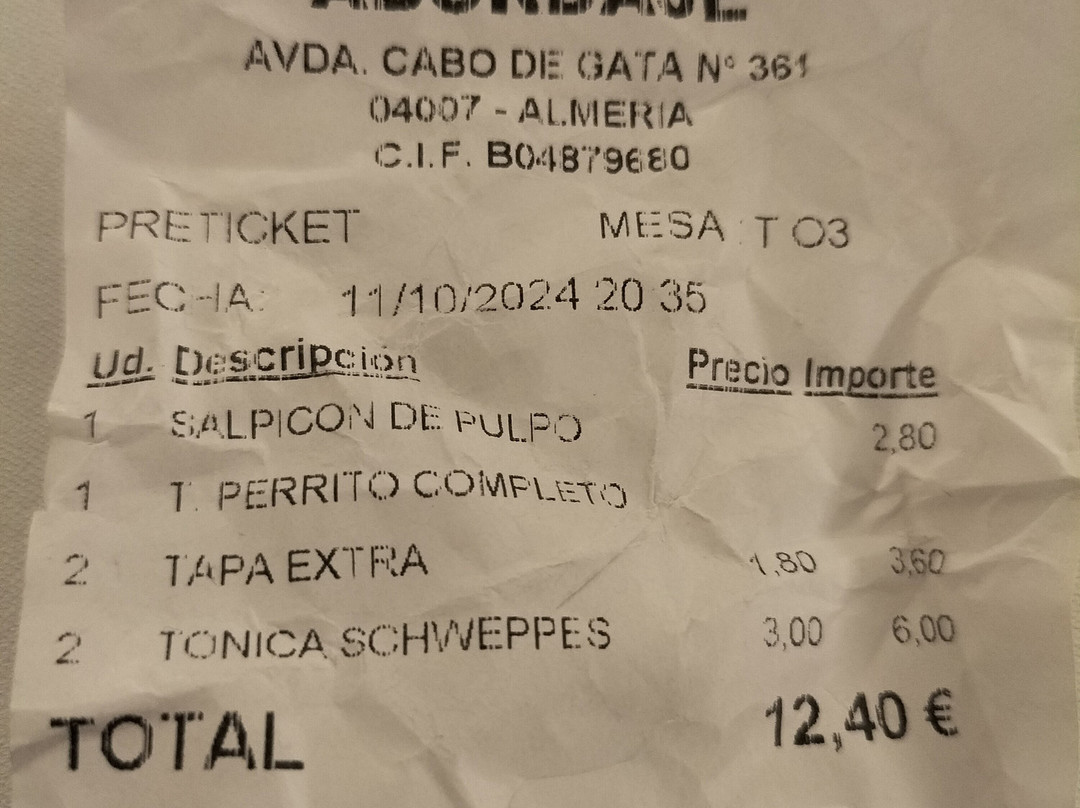 AVDA. CABO DE GATA Nº 361
04007 - ALMERIA
C.I.F. B04879680
PRETICKET MESA : T 03
FECHA: 11/10/2024 20:35
Ud. Descripción Precio Importe
1 SALPICON DE PULPO 2,80
1 T. PERRITO COMPLETO
2 TAPA EXTRA 1,80 3,60
2 TONICA SCHWEPPES 3,00 6,00
TOTAL 12,40 €